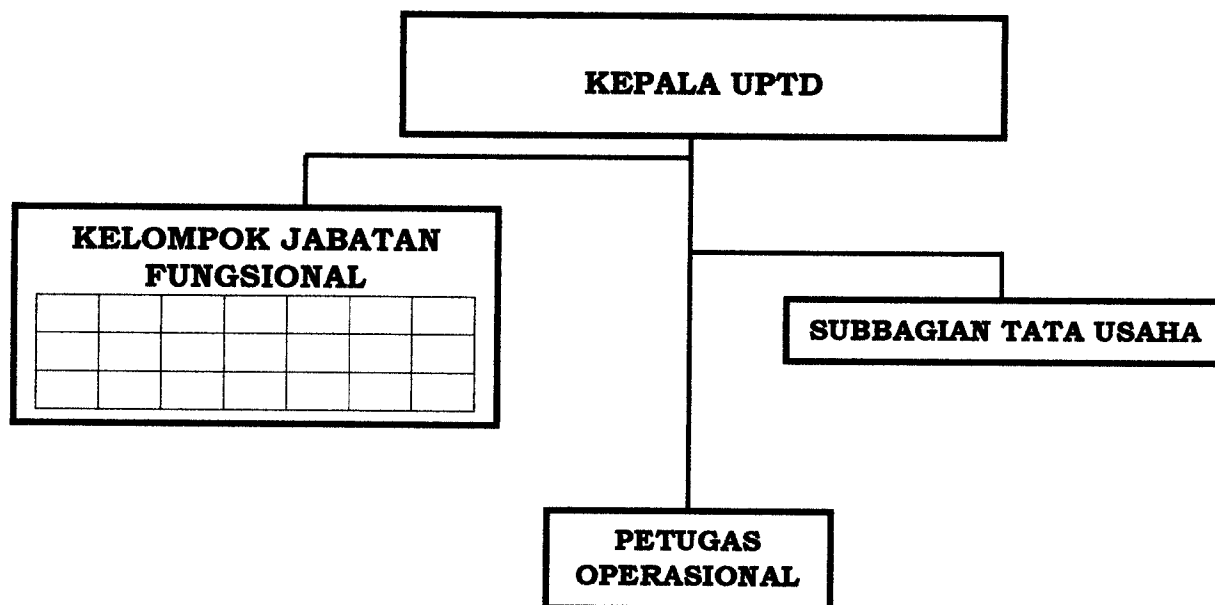 KEPALA UPTD
KELOMPOK JABATAN
FUNGSIONAL
SUBBAGIAN TATA USAHA
PETUGAS
OPERASIONAL